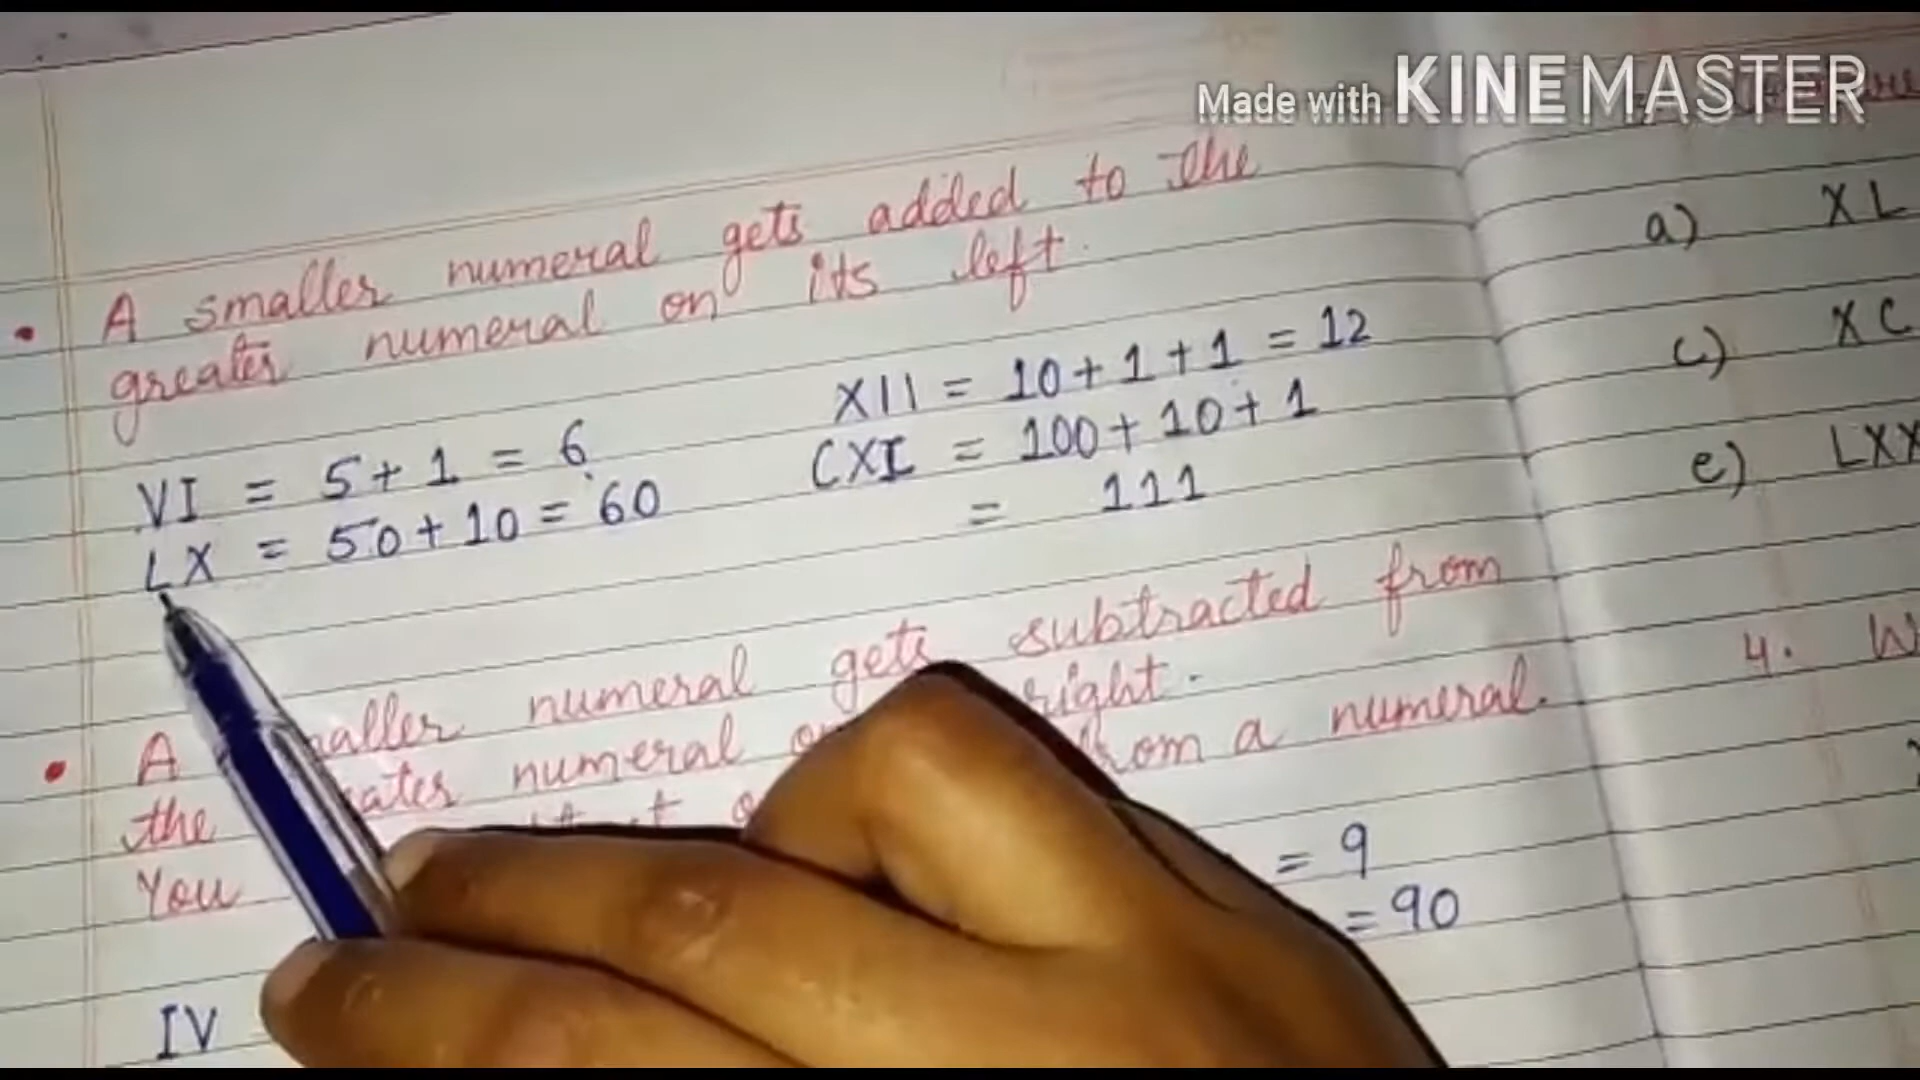 Made with KINEMASTER
A smaller numeral gets added to the
greater numeral on its left.
VI = 5 + 1 = 6
XII = 10 + 1 + 1 = 12
LX = 50 + 10 = 60
CXI = 100 + 10 + 1
= 111
A numeral gets subtracted from
the numeral right.
You from a numeral.
= 9
= 90
IV
a) XL
c) XC
e) LXX
4.